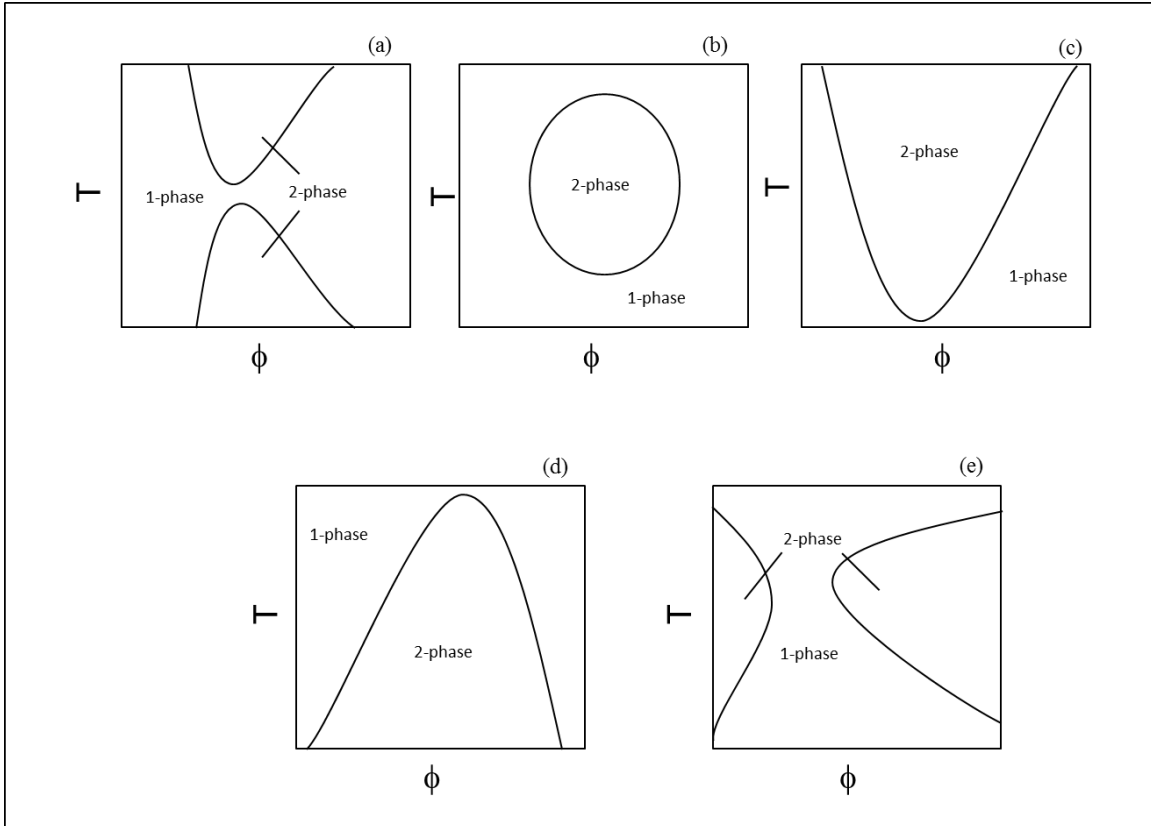 (a)
(b)
(c)
1-phase
2-phase
T
ϕ
2-phase
1-phase
T
ϕ
2-phase
1-phase
T
ϕ
(d)
(e)
1-phase
2-phase
T
ϕ
2-phase
1-phase
T
ϕ